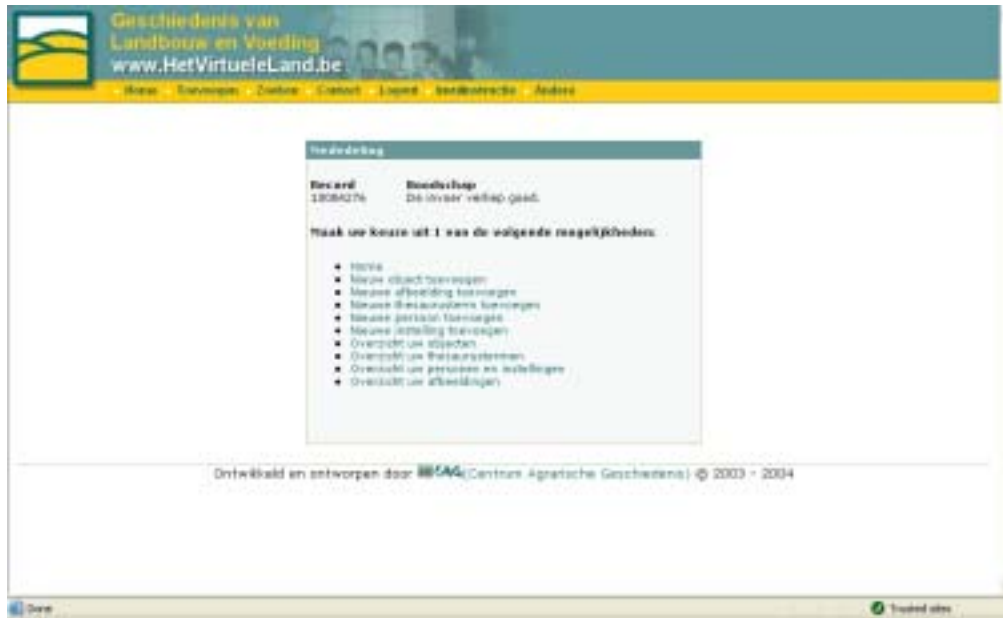 Geschiedenis van
Landbouw en Voeding
www.HetVirtueleLand.be
Home Toevoegen Zoeken Contact Logout beeldinstructie Andere
Mededeling
Record Boodschap
De invoer verliep goed.
Maak uw keuze uit 1 van de volgende mogelijkheden:
Home
Nieuw object toevoegen
Nieuwe afbeelding toevoegen
Nieuwe thesaurusterm toevoegen
Nieuwe persoon toevoegen
Nieuwe instelling toevoegen
Overzicht uw objecten
Overzicht uw thesaurustermen
Overzicht uw personen en instellingen
Overzicht uw afbeeldingen
Ontwikkeld en ontworpen door CAG (Centrum Agrarische Geschiedenis) © 2003 - 2004
Done Trusted sites